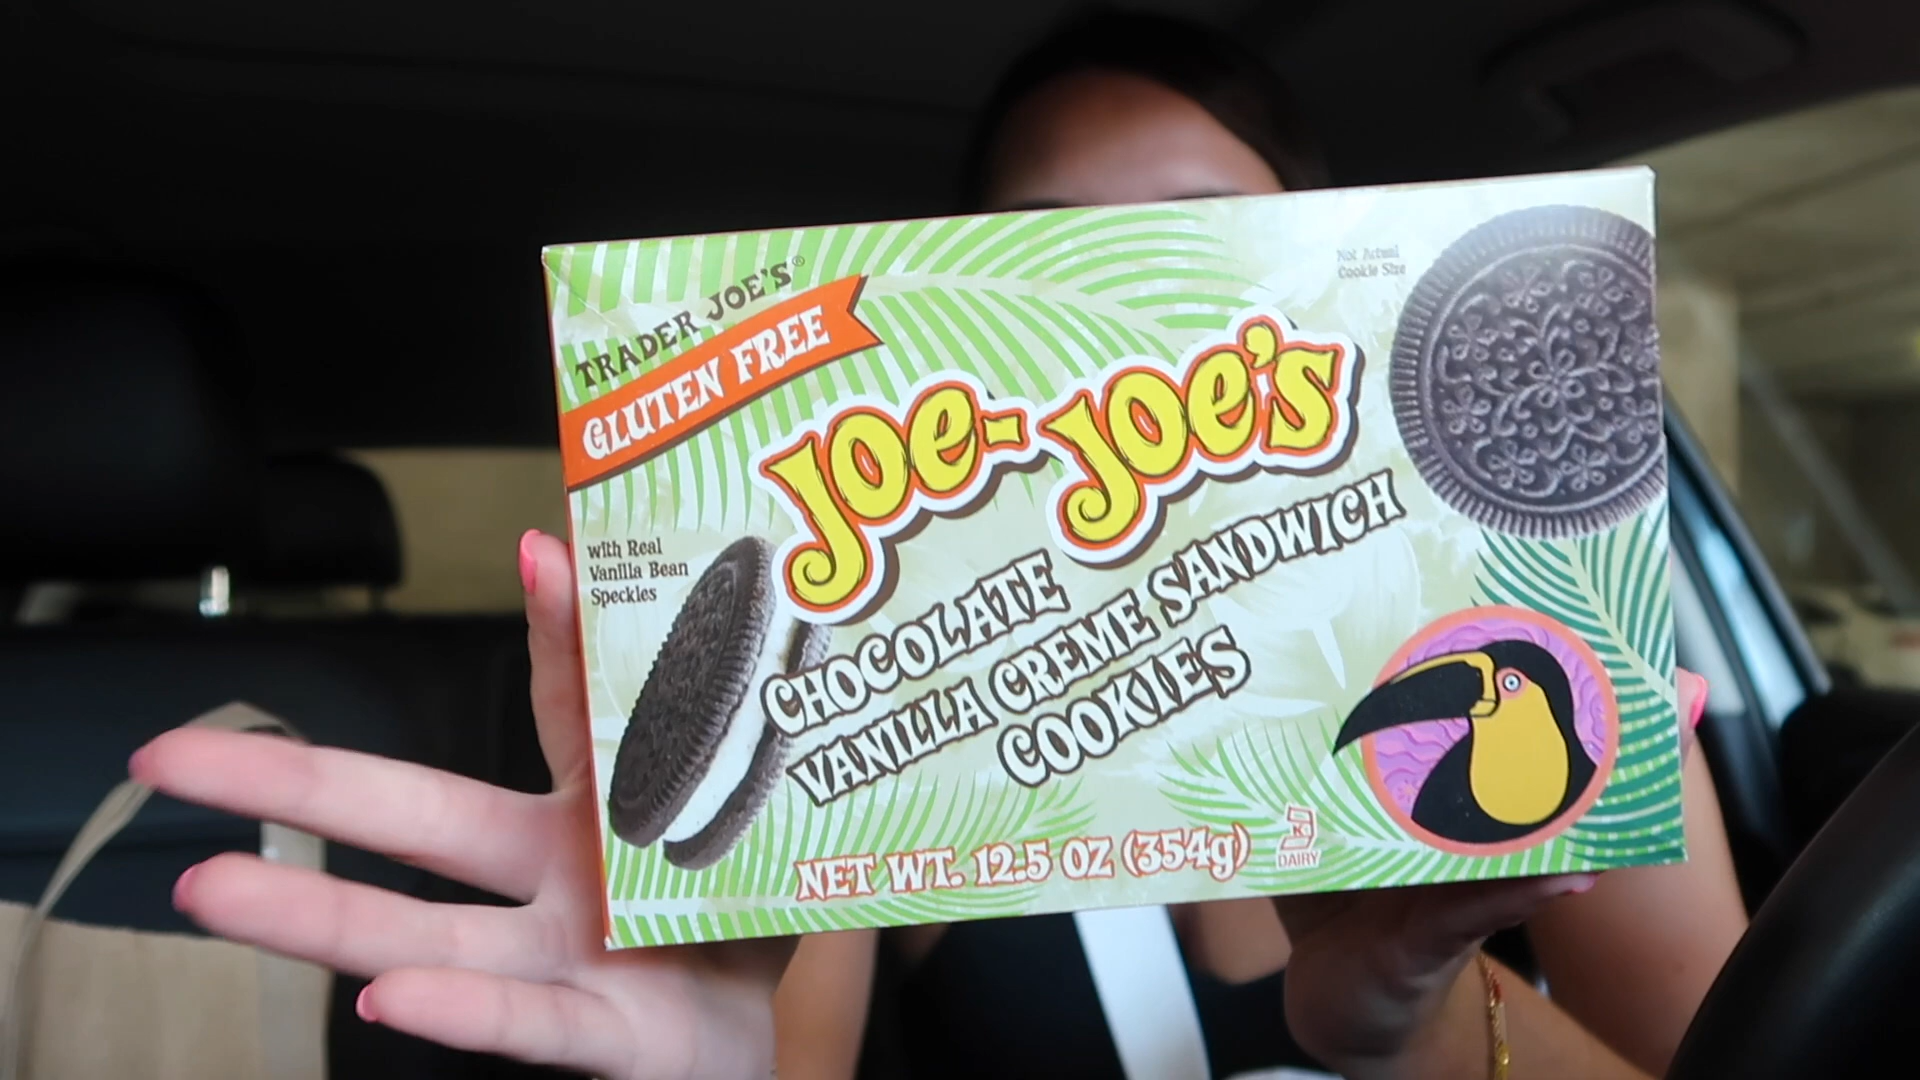 TRADER JOE'S®
GLUTEN FREE
Not Actual
Cookie Size
Joe-Joe's
with Real
Vanilla Bean
Speckles
CHOCOLATE
VANILLA CREME SANDWICH
COOKIES
NET WT. 12.5 OZ (354g)
K
DAIRY